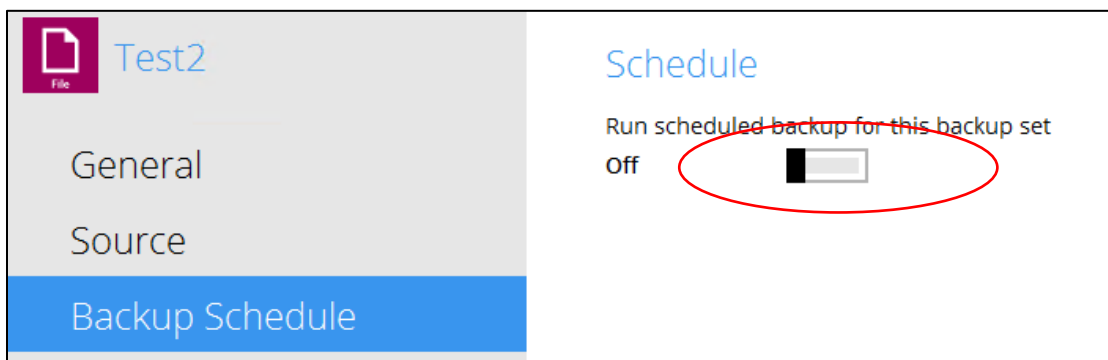 File
Test2
General
Source
Backup Schedule
Schedule
Run scheduled backup for this backup set
Off